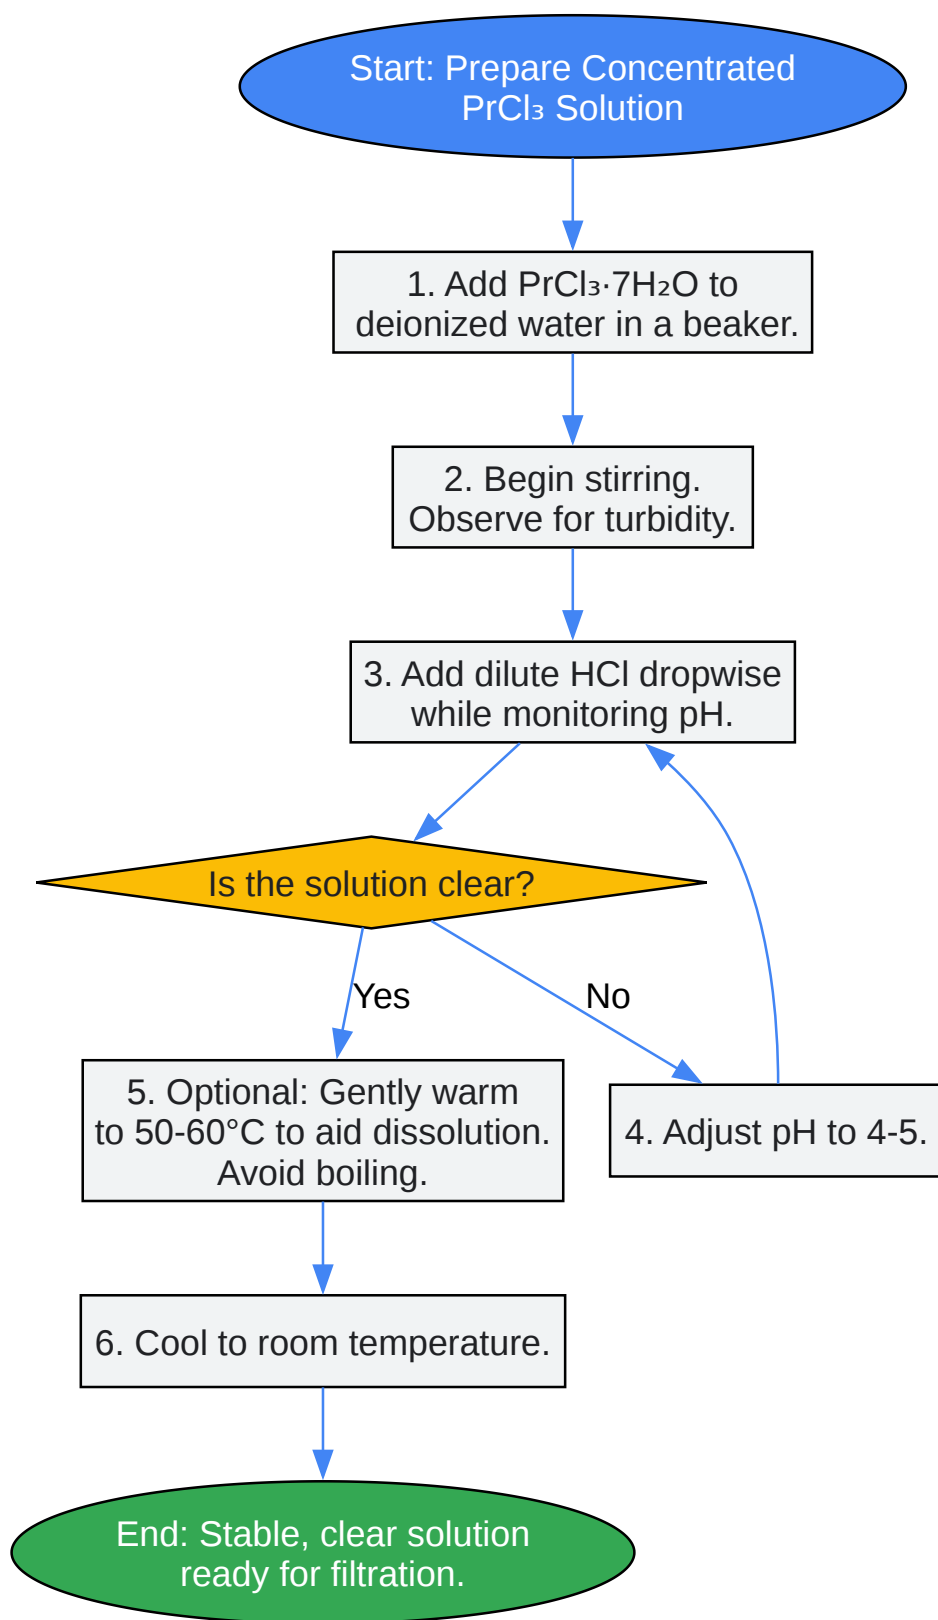 Start: Prepare Concentrated
PrCl₃ Solution
1. Add PrCl₃·7H₂O to
deionized water in a beaker.
2. Begin stirring.
Observe for turbidity.
3. Add dilute HCl dropwise
while monitoring pH.
Is the solution clear?
Yes
No
5. Optional: Gently warm
to 50-60°C to aid dissolution.
Avoid boiling.
4. Adjust pH to 4-5.
6. Cool to room temperature.
End: Stable, clear solution
ready for filtration.